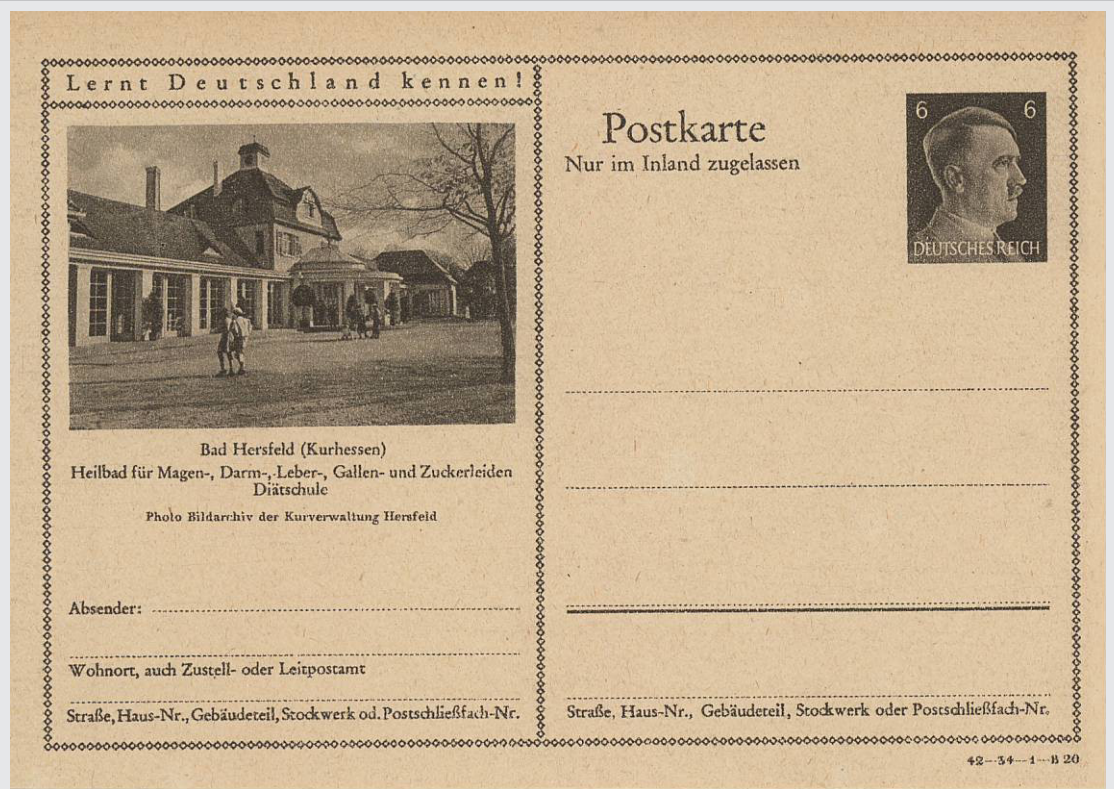 Lernt Deutschland kennen!
Bad Hersfeld (Kurhessen)
Heilbad für Magen-, Darm-, Leber-, Gallen- und Zuckerleiden
Diätschule
Photo Bildarchiv der Kurverwaltung Hersfeld
Absender:
Wohnort, auch Zustell- oder Leitpostamt
Straße, Haus-Nr., Gebäudeteil, Stockwerk od. Postschließfach-Nr.
Postkarte
Nur im Inland zugelassen
6 6
DEUTSCHES REICH
Straße, Haus-Nr., Gebäudeteil, Stockwerk oder Postschließfach-Nr.
42--34--1--B 20